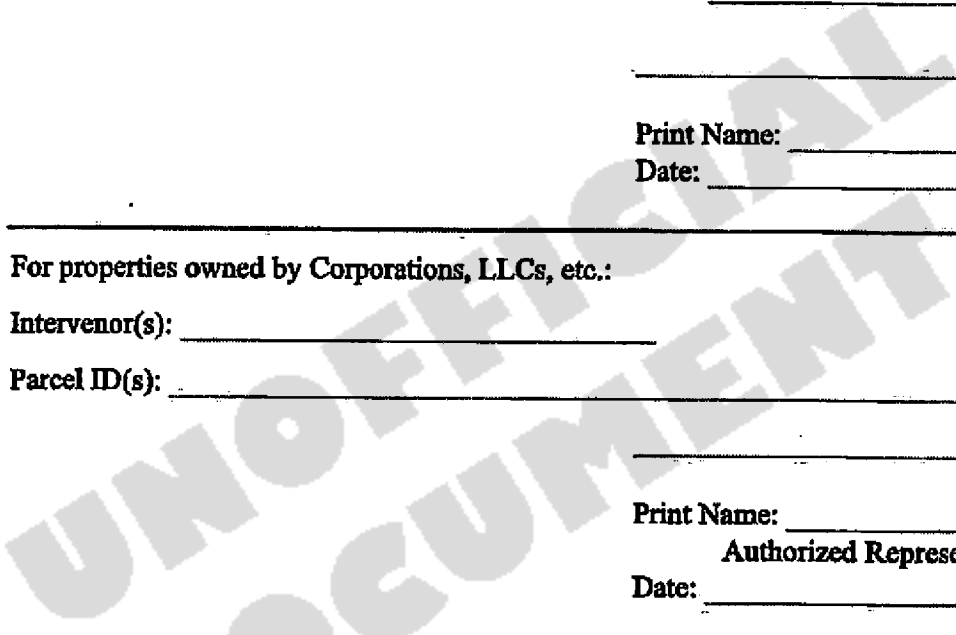 Print Name:
Date:
For properties owned by Corporations, LLCs, etc.:
Intervenor(s):
Parcel ID(s):
Print Name:
Authorized Represe
Date:
UNOFFICIAL
OCUMENT